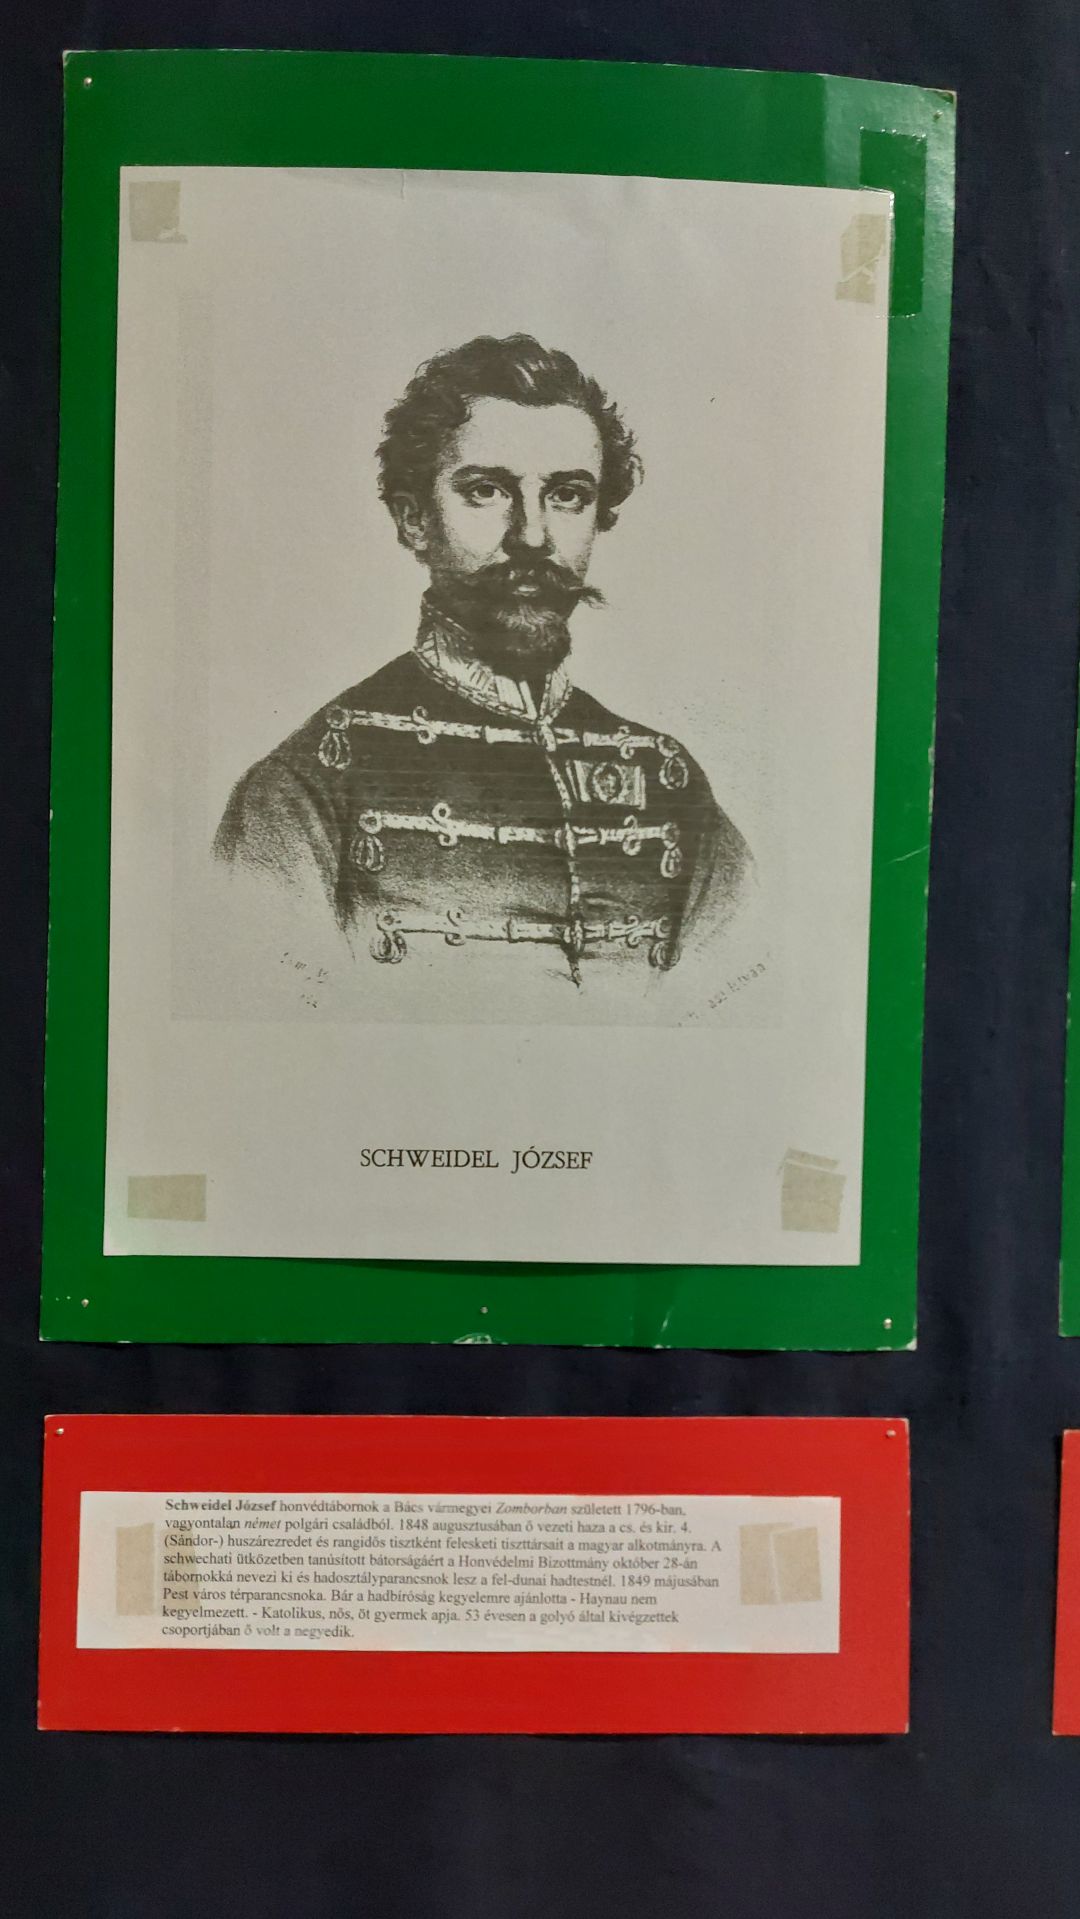 SCHWEIDEL JÓZSEF
Schweidel József honvédtábornok a Bács vármegyei Zomborban született 1796-ban,
vagyontalan német polgári családból. 1848 augusztusában ő vezeti haza a cs. és kir. 4.
(Sándor-) huszárezredet és rangidős tisztként felesketi tiszttársait a magyar alkotmányra. A
schwechati ütközetben tanúsított bátorságáért a Honvédelmi Bizottmány október 28-án
tábornokká nevezi ki és hadosztályparancsnok lesz a fel-dunai hadtestnél. 1849 májusában
Pest város térparancsnoka. Bár a hadbíróság kegyelemre ajánlotta - Haynau nem
kegyelmezett. - Katolikus, nős, öt gyermek apja. 53 évesen a golyó által kivégzettek
csoportjában ő volt a negyedik.